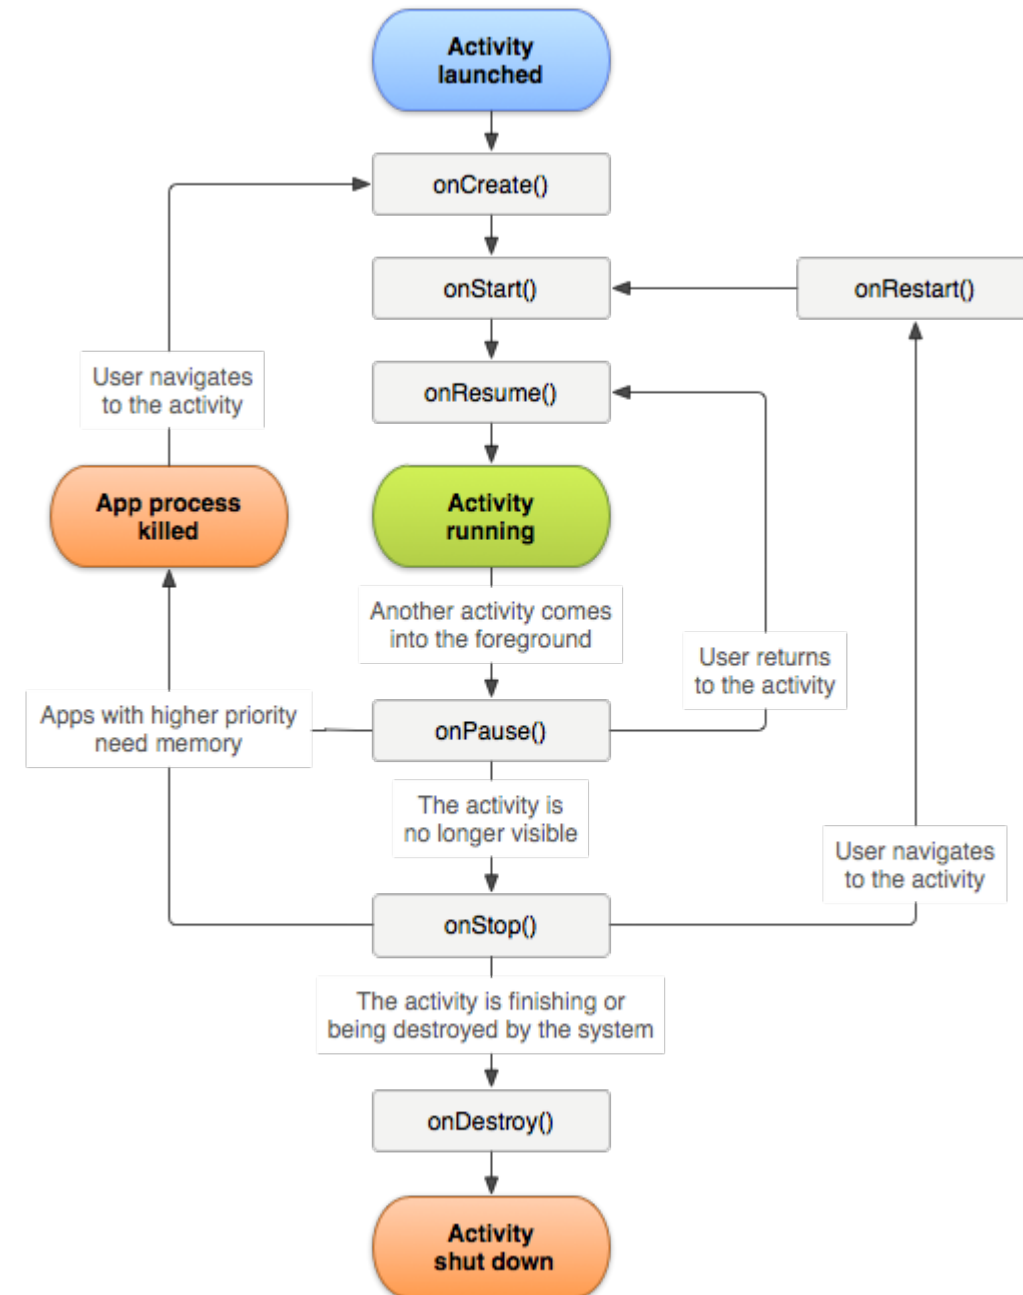 Activity
launched
onCreate()
onStart()
onRestart()
User navigates
to the activity
onResume()
App process
killed
Activity
running
Another activity comes
into the foreground
User returns
to the activity
Apps with higher priority
need memory
onPause()
The activity is
no longer visible
User navigates
to the activity
onStop()
The activity is finishing or
being destroyed by the system
onDestroy()
Activity
shut down